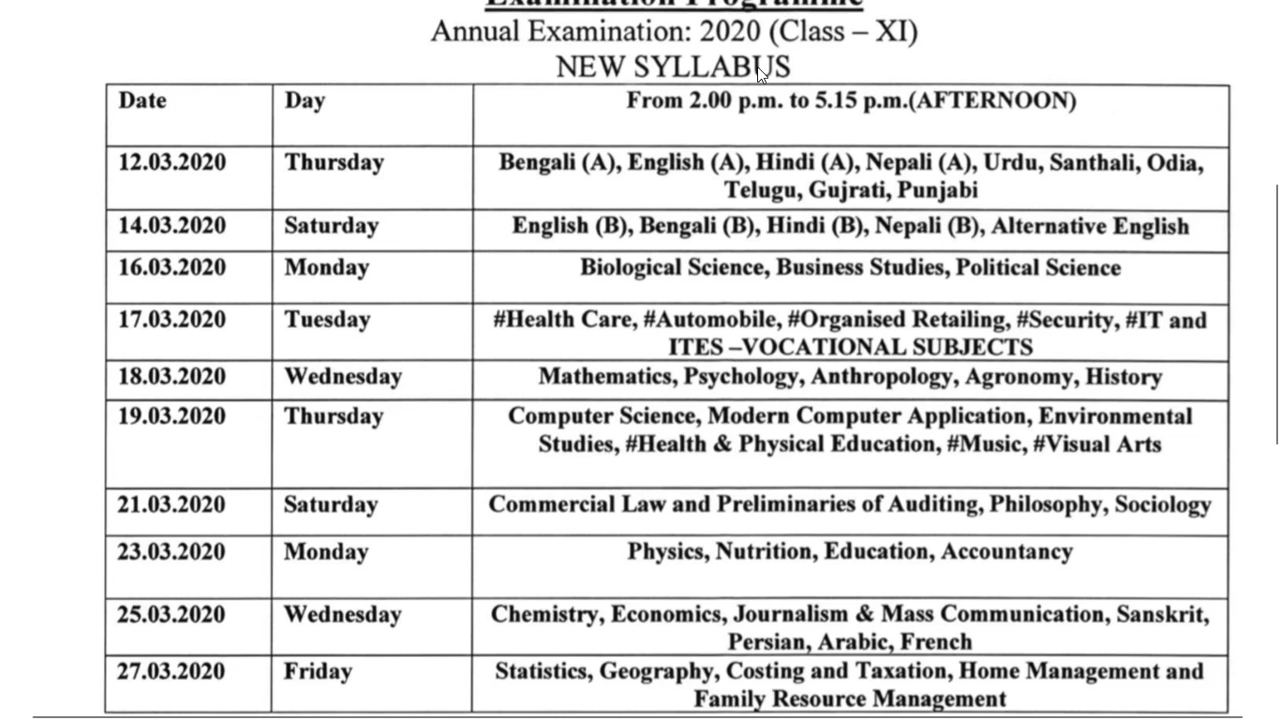 Examination Programme
Annual Examination: 2020 (Class – XI)
NEW SYLLABUS
Date Day From 2.00 p.m. to 5.15 p.m.(AFTERNOON)
12.03.2020 Thursday Bengali (A), English (A), Hindi (A), Nepali (A), Urdu, Santhali, Odia,
Telugu, Gujrati, Punjabi
14.03.2020 Saturday English (B), Bengali (B), Hindi (B), Nepali (B), Alternative English
16.03.2020 Monday Biological Science, Business Studies, Political Science
17.03.2020 Tuesday #Health Care, #Automobile, #Organised Retailing, #Security, #IT and
ITES –VOCATIONAL SUBJECTS
18.03.2020 Wednesday Mathematics, Psychology, Anthropology, Agronomy, History
19.03.2020 Thursday Computer Science, Modern Computer Application, Environmental
Studies, #Health & Physical Education, #Music, #Visual Arts
21.03.2020 Saturday Commercial Law and Preliminaries of Auditing, Philosophy, Sociology
23.03.2020 Monday Physics, Nutrition, Education, Accountancy
25.03.2020 Wednesday Chemistry, Economics, Journalism & Mass Communication, Sanskrit,
Persian, Arabic, French
27.03.2020 Friday Statistics, Geography, Costing and Taxation, Home Management and
Family Resource Management